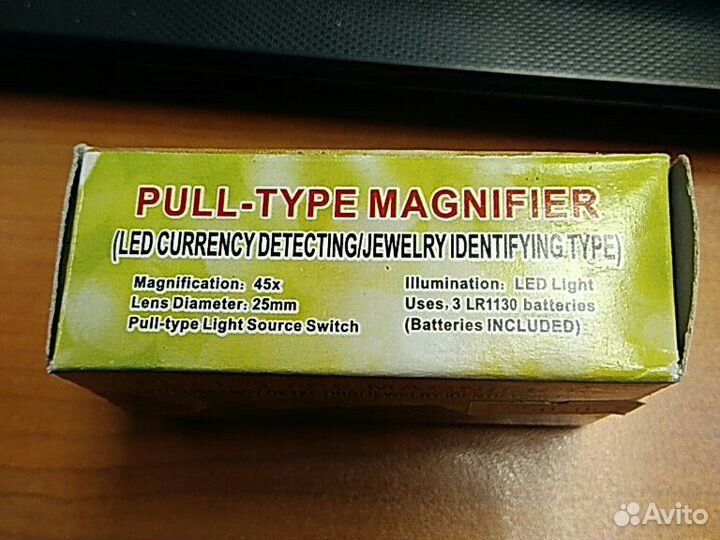 PULL-TYPE MAGNIFIER
(LED CURRENCY DETECTING/JEWELRY IDENTIFYING TYPE)
Magnification: 45x
Lens Diameter: 25mm
Pull-type Light Source Switch
Illumination: LED Light
Uses. 3 LR1130 batteries
(Batteries INCLUDED)
Avito